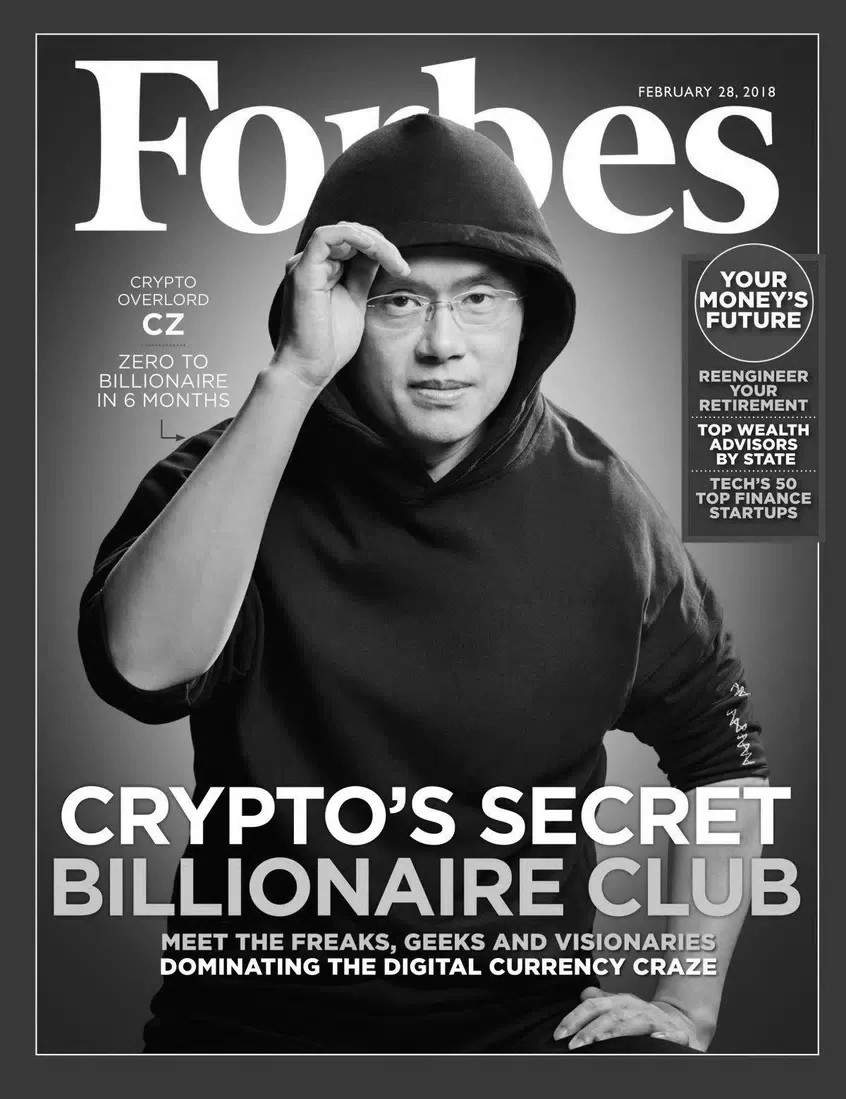 Forbes
FEBRUARY 28, 2018
CRYPTO
OVERLORD
CZ
ZERO TO
BILLIONAIRE
IN 6 MONTHS
YOUR
MONEY'S
FUTURE
REENGINEER
YOUR
RETIREMENT
TOP WEALTH
ADVISORS
BY STATE
TECH'S 50
TOP FINANCE
STARTUPS
CRYPTO'S SECRET
BILLIONAIRE CLUB
MEET THE FREAKS, GEEKS AND VISIONARIES
DOMINATING THE DIGITAL CURRENCY CRAZE